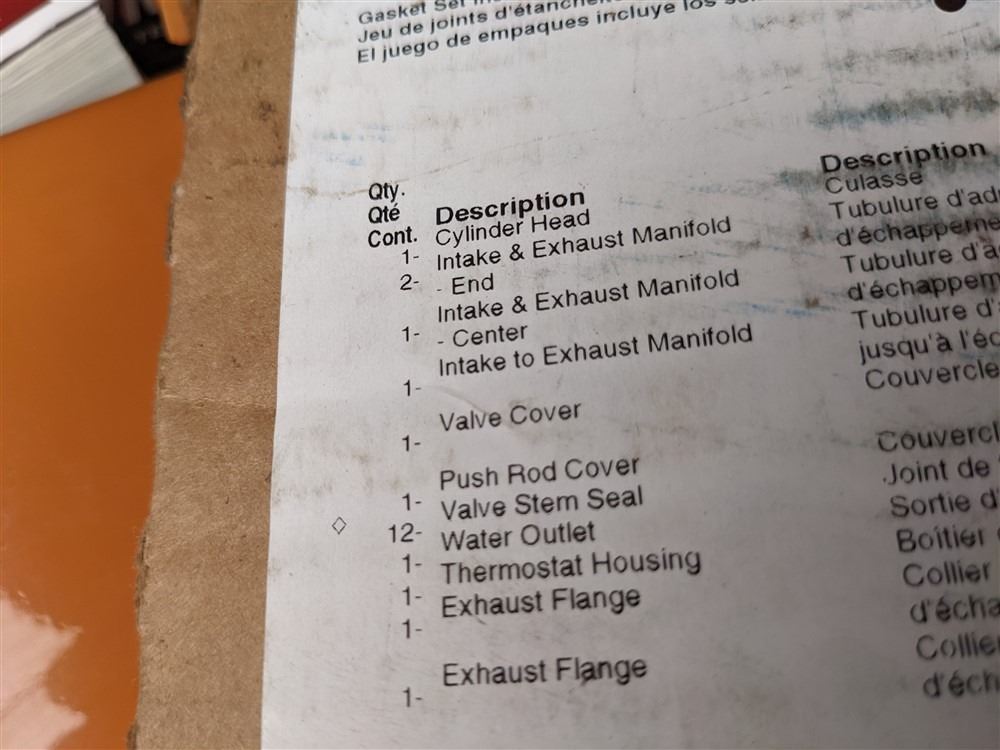 Gasket Set
Jeu de joints
El juego de empaques incluye los
Qty.
Qté
Cont.
Description
Description
Cylinder Head
Culasse
1-
Intake & Exhaust Manifold
Tubulure d'ad
2-
- End
d'échappeme
Intake & Exhaust Manifold
Tubulure d'a
1-
- Center
d'échappem
Intake to Exhaust Manifold
Tubulure d'
1-
jusqu'à l'éc
Valve Cover
Couvercle
1-
Push Rod Cover
Couvercl
1-
Valve Stem Seal
Joint de
◇ 12-
Water Outlet
Sortie d
1-
Thermostat Housing
Boîtier
1-
Exhaust Flange
Collier
1-
d'écha
Exhaust Flange
Collie
1-
d'éch